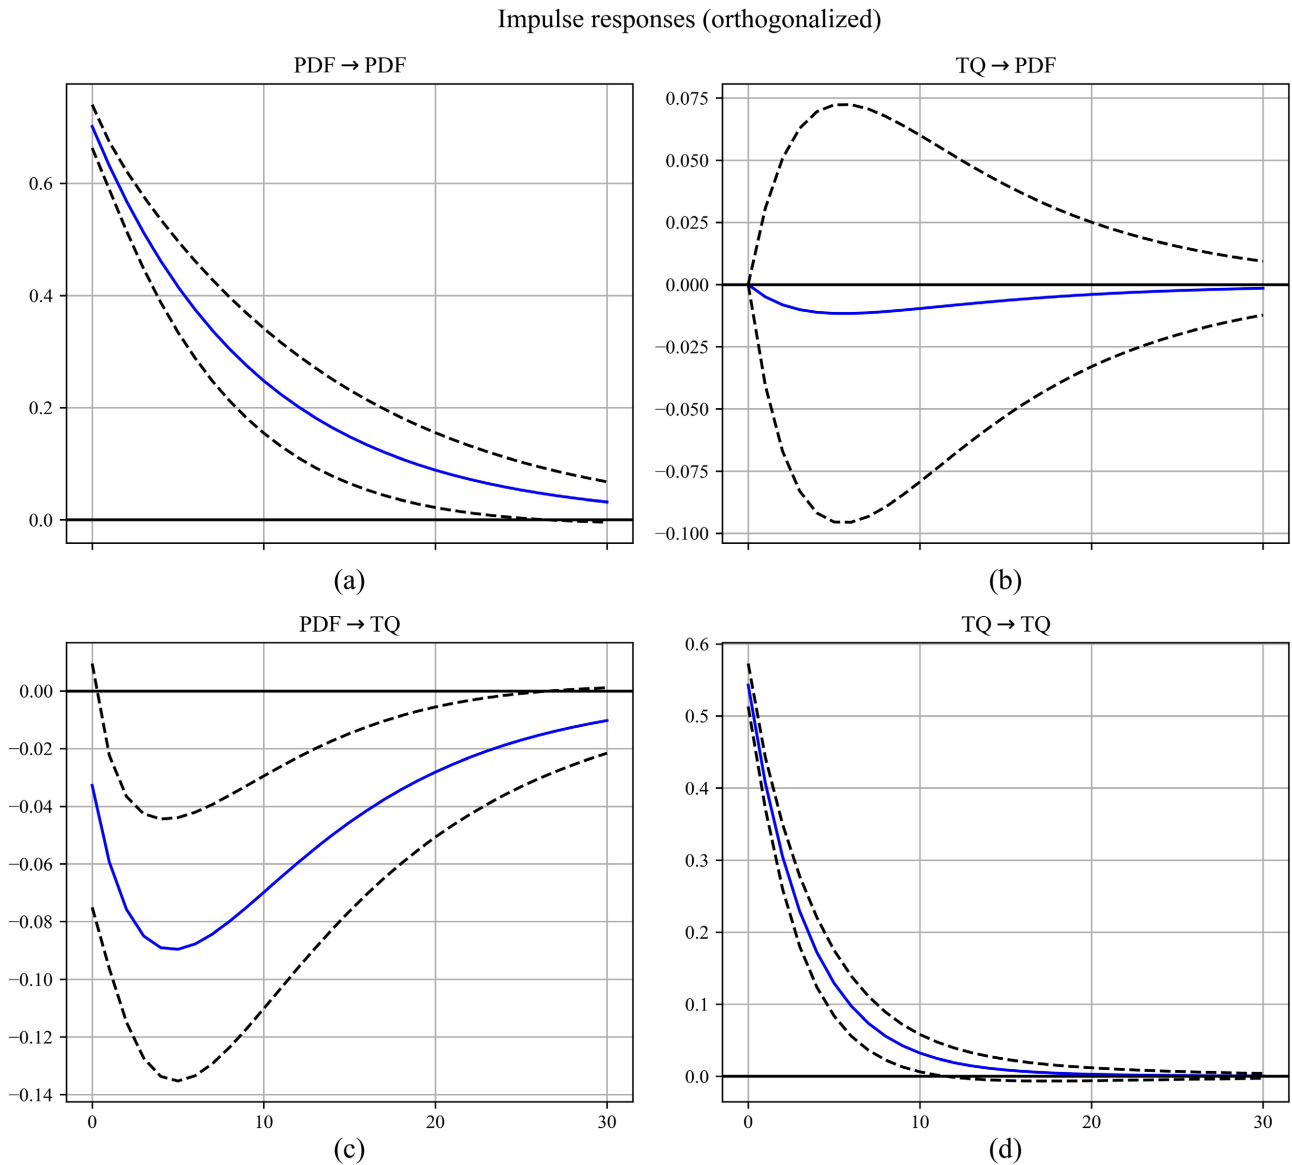 Impulse responses (orthogonalized)
PDF → PDF
0.6
0.4
0.2
0.0
(a)
TQ → PDF
0.075
0.050
0.025
0.000
−0.025
−0.050
−0.075
−0.100
(b)
PDF → TQ
0.00
−0.02
−0.04
−0.06
−0.08
−0.10
−0.12
−0.14
0 10 20 30
(c)
TQ → TQ
0.6
0.5
0.4
0.3
0.2
0.1
0.0
0 10 20 30
(d)